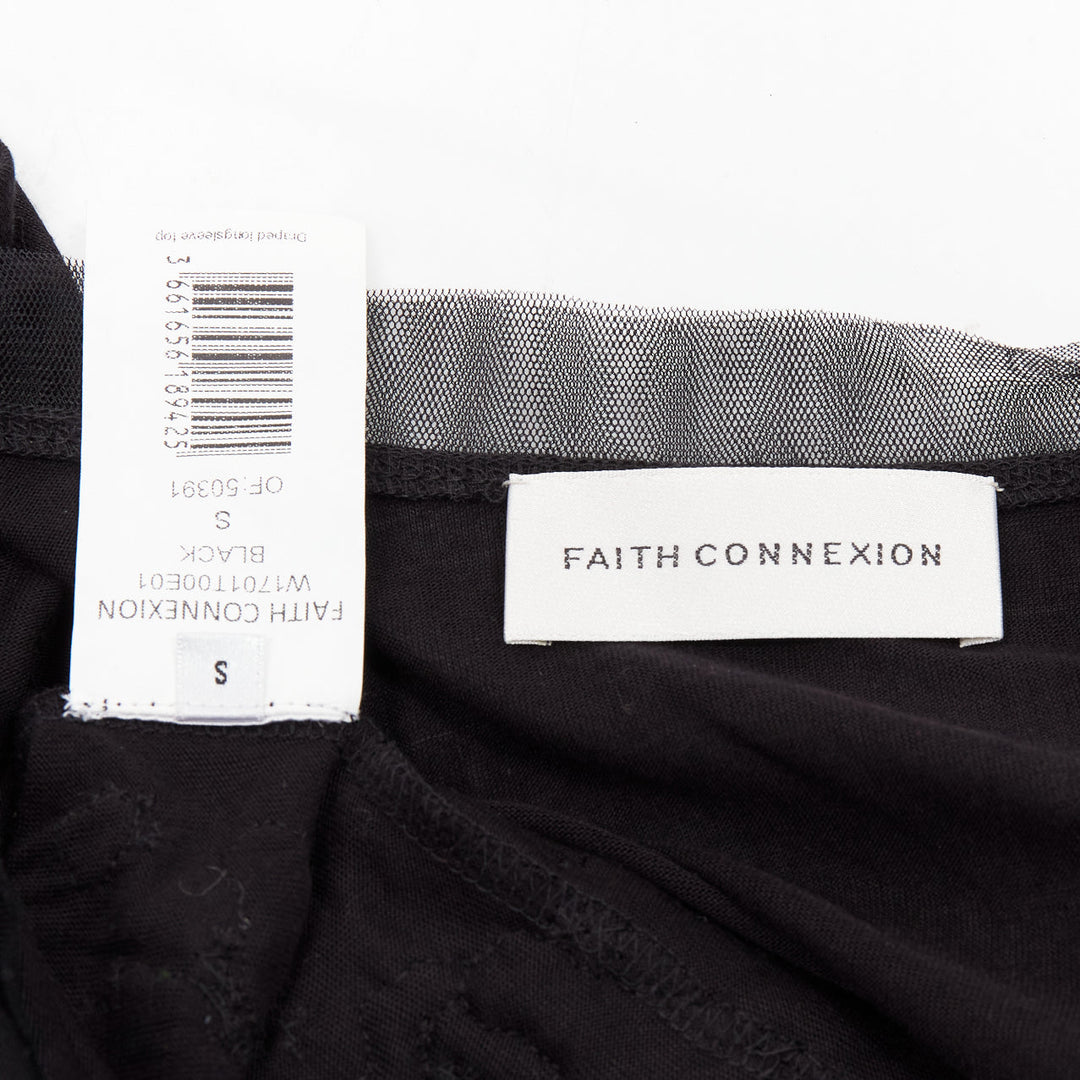 FAITH CONNEXION
W1701T00E01
BLACK
S
OF:50391
3 661656 189425
Draped longsleeve top
S
FAITH CONNEXION